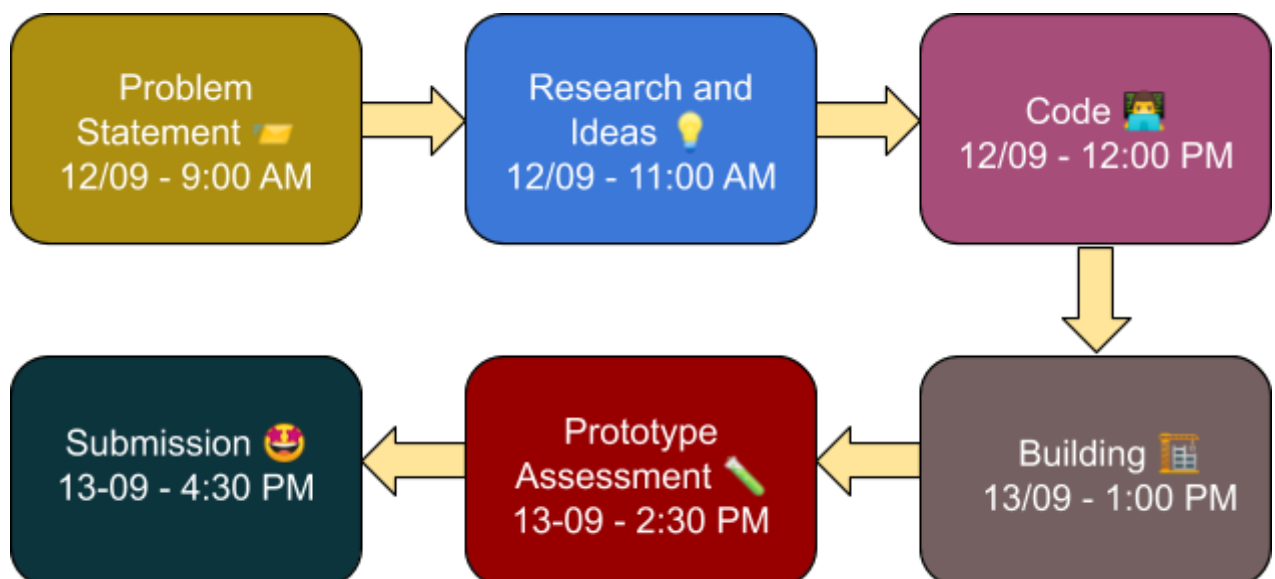 Problem
Statement
12/09 - 9:00 AM
Research and
Ideas
12/09 - 11:00 AM
Code
12/09 - 12:00 PM
Building
13/09 - 1:00 PM
Prototype
Assessment
13-09 - 2:30 PM
Submission
13-09 - 4:30 PM